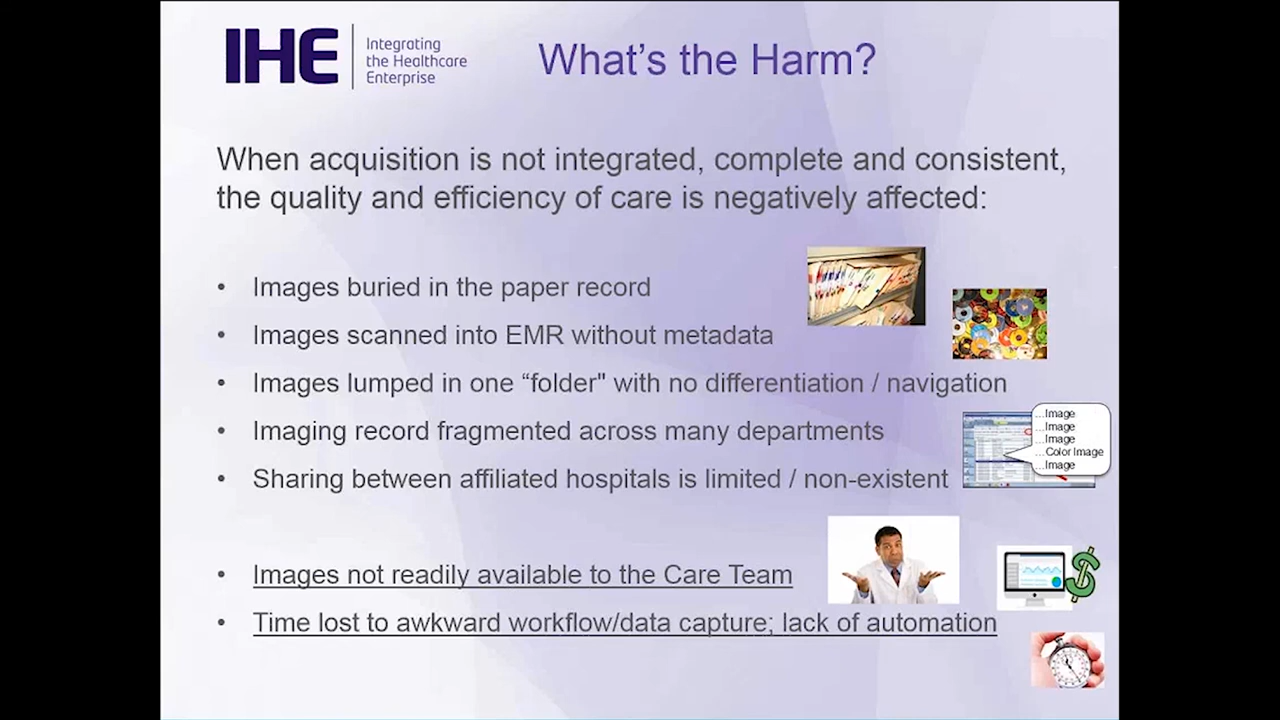 IHE
Integrating
the Healthcare
Enterprise
What's the Harm?
When acquisition is not integrated, complete and consistent,
the quality and efficiency of care is negatively affected:
• Images buried in the paper record
• Images scanned into EMR without metadata
• Images lumped in one “folder" with no differentiation / navigation
• Imaging record fragmented across many departments
• Sharing between affiliated hospitals is limited / non-existent
...Image
...Image
...Image
...Color Image
...Image
• Images not readily available to the Care Team
• Time lost to awkward workflow/data capture; lack of automation
$